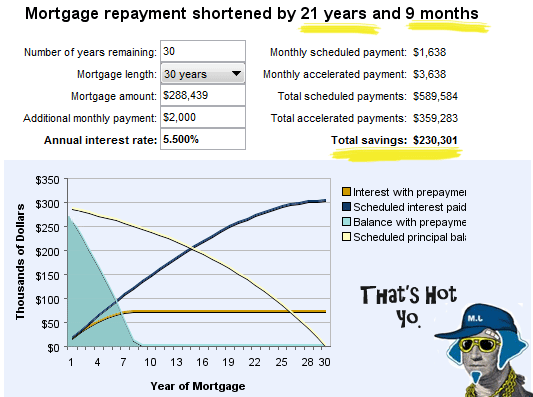 Mortgage repayment shortened by 21 years and 9 months
Number of years remaining: 30
Monthly scheduled payment: $1,638
Mortgage length: 30 years
Monthly accelerated payment: $3,638
Mortgage amount: $288,439
Total scheduled payments: $589,584
Additional monthly payment: $2,000
Total accelerated payments: $359,283
Annual interest rate: 5.500%
Total savings: $230,301
$350
$300
$250
$200
$150
$100
$50
$0
Thousands of Dollars
1 4 7 10 13 16 19 22 25 28 30
Year of Mortgage
Interest with prepaymer
Scheduled interest paid
Balance with prepayme
Scheduled principal bal
That's Hot
Yo.
M.L